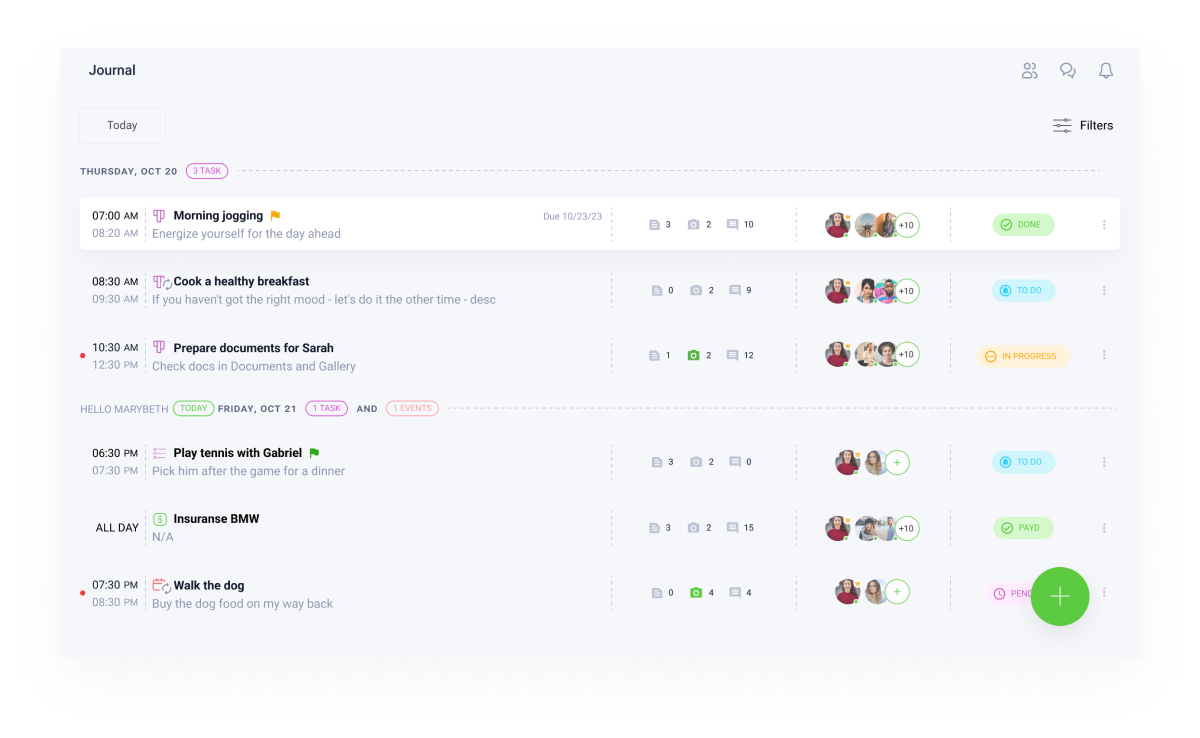 Journal
Today
Filters
THURSDAY, OCT 20 3 TASK
07:00 AM Morning jogging Due 10/23/23 3 2 10 +10 DONE
08:20 AM Energize yourself for the day ahead
08:30 AM Cook a healthy breakfast 0 2 9 +10 TO DO
09:30 AM If you haven't got the right mood - let's do it the other time - desc
10:30 AM Prepare documents for Sarah 1 2 12 +10 IN PROGRESS
12:30 PM Check docs in Documents and Gallery
HELLO MARYBETH TODAY FRIDAY, OCT 21 1 TASK AND 1 EVENTS
06:30 PM Play tennis with Gabriel 3 2 0 + TO DO
07:30 PM Pick him after the game for a dinner
ALL DAY $ Insuranse BMW 3 2 15 +10 PAYD
N/A
07:30 PM Walk the dog 0 4 4 + PEND
08:30 PM Buy the dog food on my way back
+